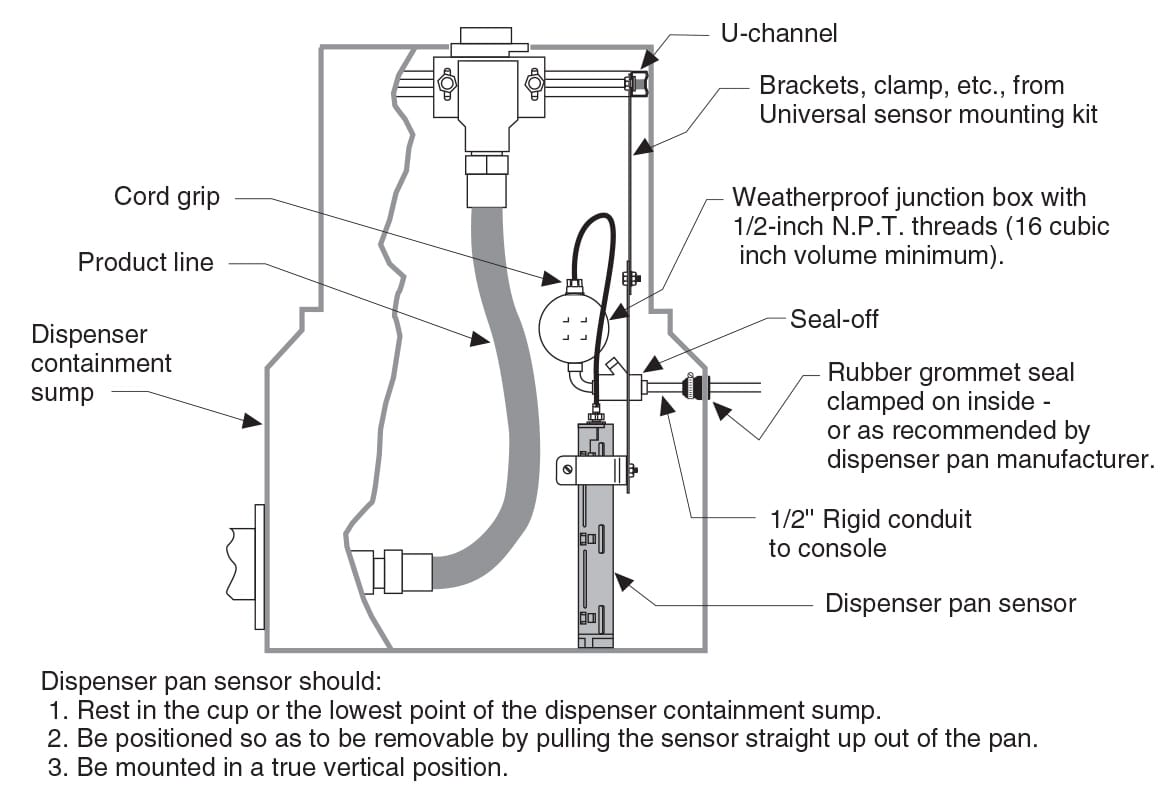 U-channel
Brackets, clamp, etc., from
Universal sensor mounting kit
Cord grip
Weatherproof junction box with
1/2-inch N.P.T. threads (16 cubic
inch volume minimum).
Product line
Seal-off
Dispenser
containment
sump
Rubber grommet seal
clamped on inside -
or as recommended by
dispenser pan manufacturer.
1/2" Rigid conduit
to console
Dispenser pan sensor
Dispenser pan sensor should:
1. Rest in the cup or the lowest point of the dispenser containment sump.
2. Be positioned so as to be removable by pulling the sensor straight up out of the pan.
3. Be mounted in a true vertical position.